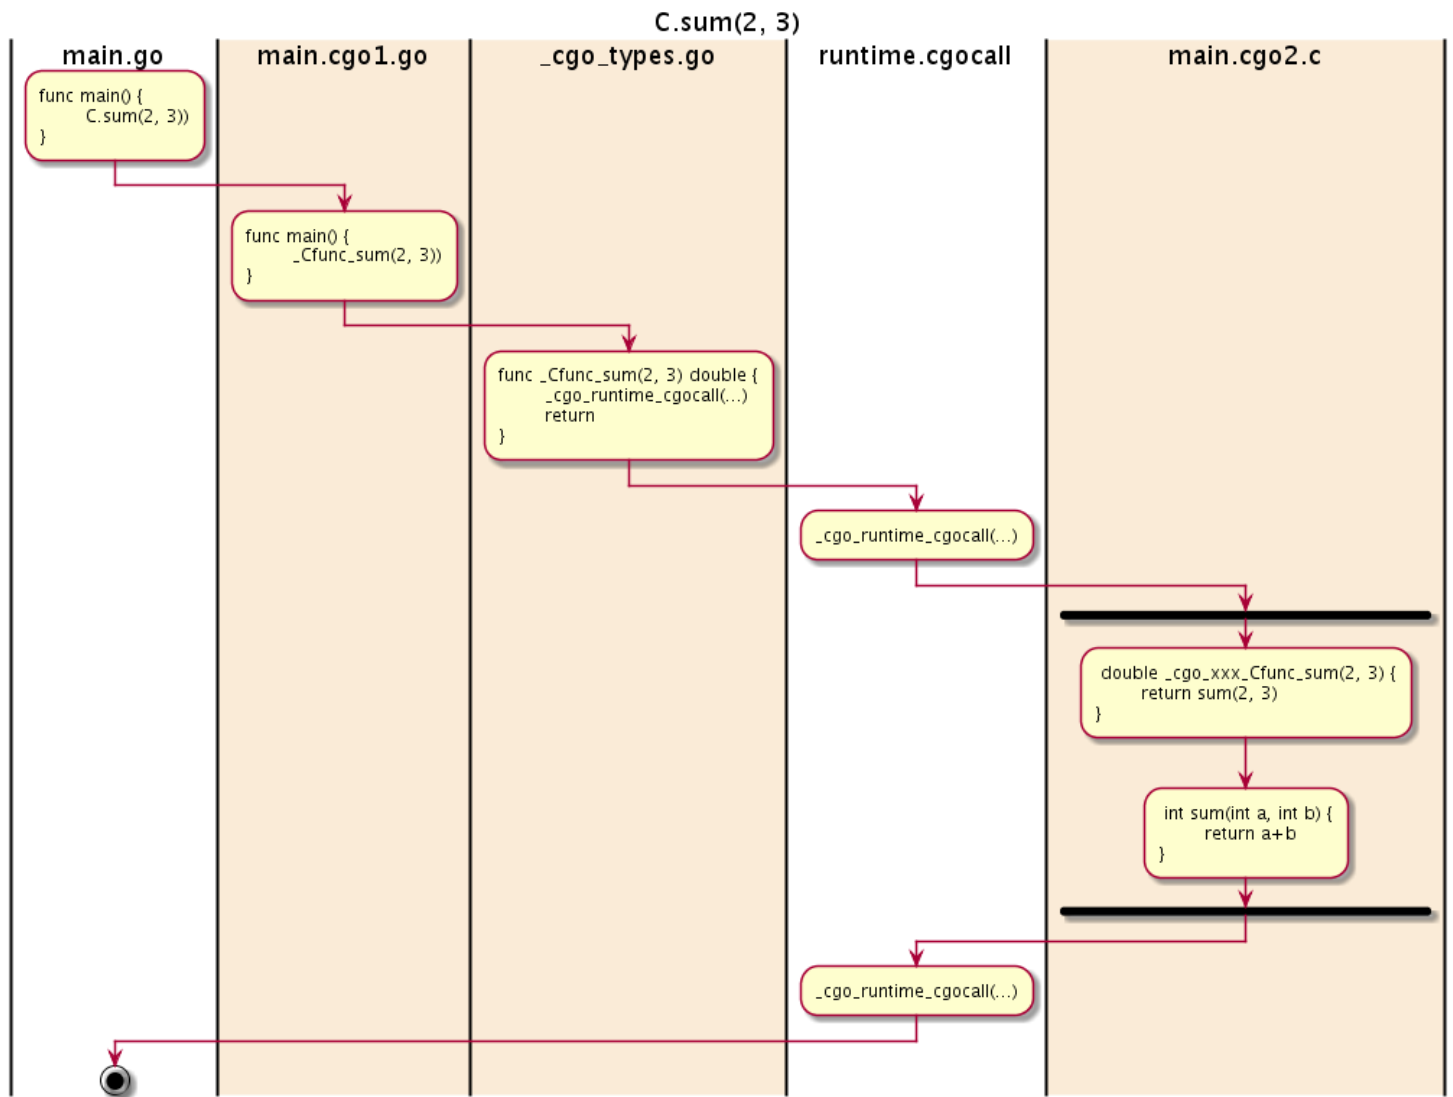 C.sum(2, 3)
main.go
main.cgo1.go
_cgo_types.go
runtime.cgocall
main.cgo2.c
func main() {
C.sum(2, 3))
}
func main() {
_Cfunc_sum(2, 3))
}
func _Cfunc_sum(2, 3) double {
_cgo_runtime_cgocall(...)
return
}
_cgo_runtime_cgocall(...)
double _cgo_xxx_Cfunc_sum(2, 3) {
return sum(2, 3)
}
int sum(int a, int b) {
return a+b
}
_cgo_runtime_cgocall(...)